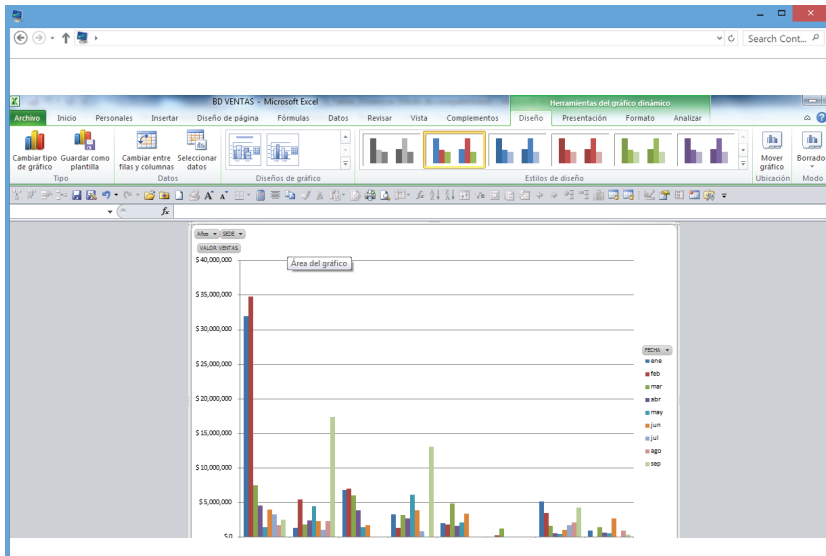 Search Cont...
BD VENTAS - Microsoft Excel
Herramientas del gráfico dinámico
Archivo Inicio Personales Insertar Diseño de página Fórmulas Datos Revisar Vista Complementos Diseño Presentación Formato Analizar
Cambiar tipo de gráfico
Guardar como plantilla
Cambiar entre filas y columnas
Seleccionar datos
Mover gráfico
Borrado
Tipo Datos Diseños de gráfico Estilos de diseño Ubicación Modo
fx
Años SEDE
VALOR VENTAS
Área del gráfico
$ 40,000,000
$ 35,000,000
$ 30,000,000
$ 25,000,000
$ 20,000,000
$ 15,000,000
$ 10,000,000
$ 5,000,000
$ 0
FECHA
ene
feb
mar
abr
may
jun
jul
ago
sep